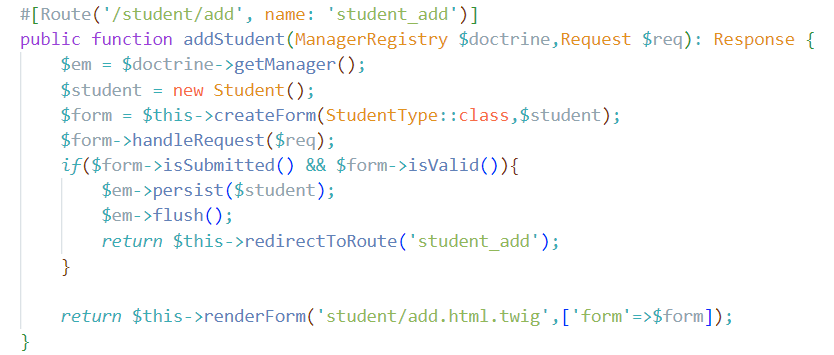 #[Route('/student/add', name: 'student_add')]
public function addStudent(ManagerRegistry $doctrine,Request $req): Response {
    $em = $doctrine->getManager();
    $student = new Student();
    $form = $this->createForm(StudentType::class,$student);
    $form->handleRequest($req);
    if($form->isSubmitted() && $form->isValid()){
        $em->persist($student);
        $em->flush();
        return $this->redirectToRoute('student_add');
    }

    return $this->renderForm('student/add.html.twig',['form'=>$form]);
}